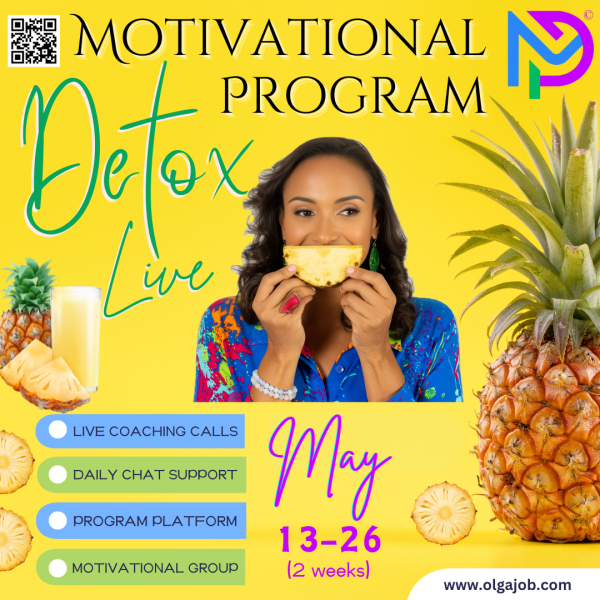 MOTIVATIONAL
PROGRAM
©
Detox
Live
LIVE COACHING CALLS
DAILY CHAT SUPPORT
PROGRAM PLATFORM
MOTIVATIONAL GROUP
May
13-26
(2 weeks)
www.olgajob.com